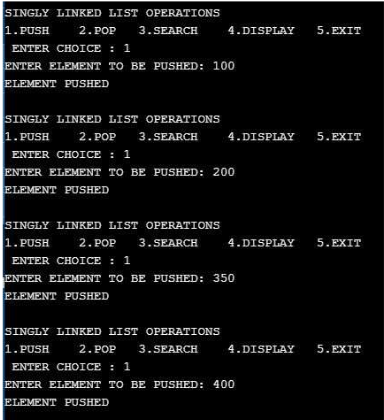 SINGLY LINKED LIST OPERATIONS
1.PUSH 2.POP 3.SEARCH 4.DISPLAY 5.EXIT
ENTER CHOICE : 1
ENTER ELEMENT TO BE PUSHED: 100
ELEMENT PUSHED
SINGLY LINKED LIST OPERATIONS
1.PUSH 2.POP 3.SEARCH 4.DISPLAY 5.EXIT
ENTER CHOICE : 1
ENTER ELEMENT TO BE PUSHED: 200
ELEMENT PUSHED
SINGLY LINKED LIST OPERATIONS
1.PUSH 2.POP 3.SEARCH 4.DISPLAY 5.EXIT
ENTER CHOICE : 1
ENTER ELEMENT TO BE PUSHED: 350
ELEMENT PUSHED
SINGLY LINKED LIST OPERATIONS
1.PUSH 2.POP 3.SEARCH 4.DISPLAY 5.EXIT
ENTER CHOICE : 1
ENTER ELEMENT TO BE PUSHED: 400
ELEMENT PUSHED